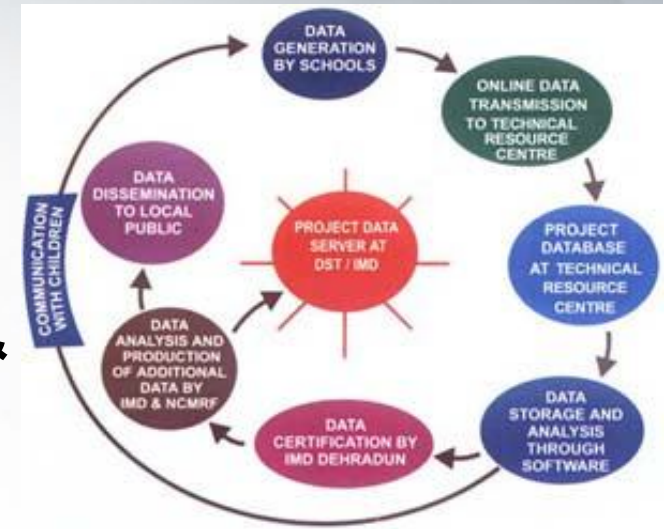 DATA
GENERATION
BY SCHOOLS
ONLINE DATA
TRANSMISSION
TO TECHNICAL
RESOURCE
CENTRE
PROJECT
DATABASE
AT TECHNICAL
RESOURCE
CENTRE
DATA
STORAGE AND
ANALYSIS
THROUGH
SOFTWARE
DATA
CERTIFICATION BY
IMD DEHRADUN
DATA
ANALYSIS AND
PRODUCTION
OF ADDITIONAL
DATA BY
IMD & NCMRF
DATA
DISSEMINATION
TO LOCAL
PUBLIC
PROJECT DATA
SERVER AT
DST / IMD
COMMUNICATION
WITH CHILDREN
&